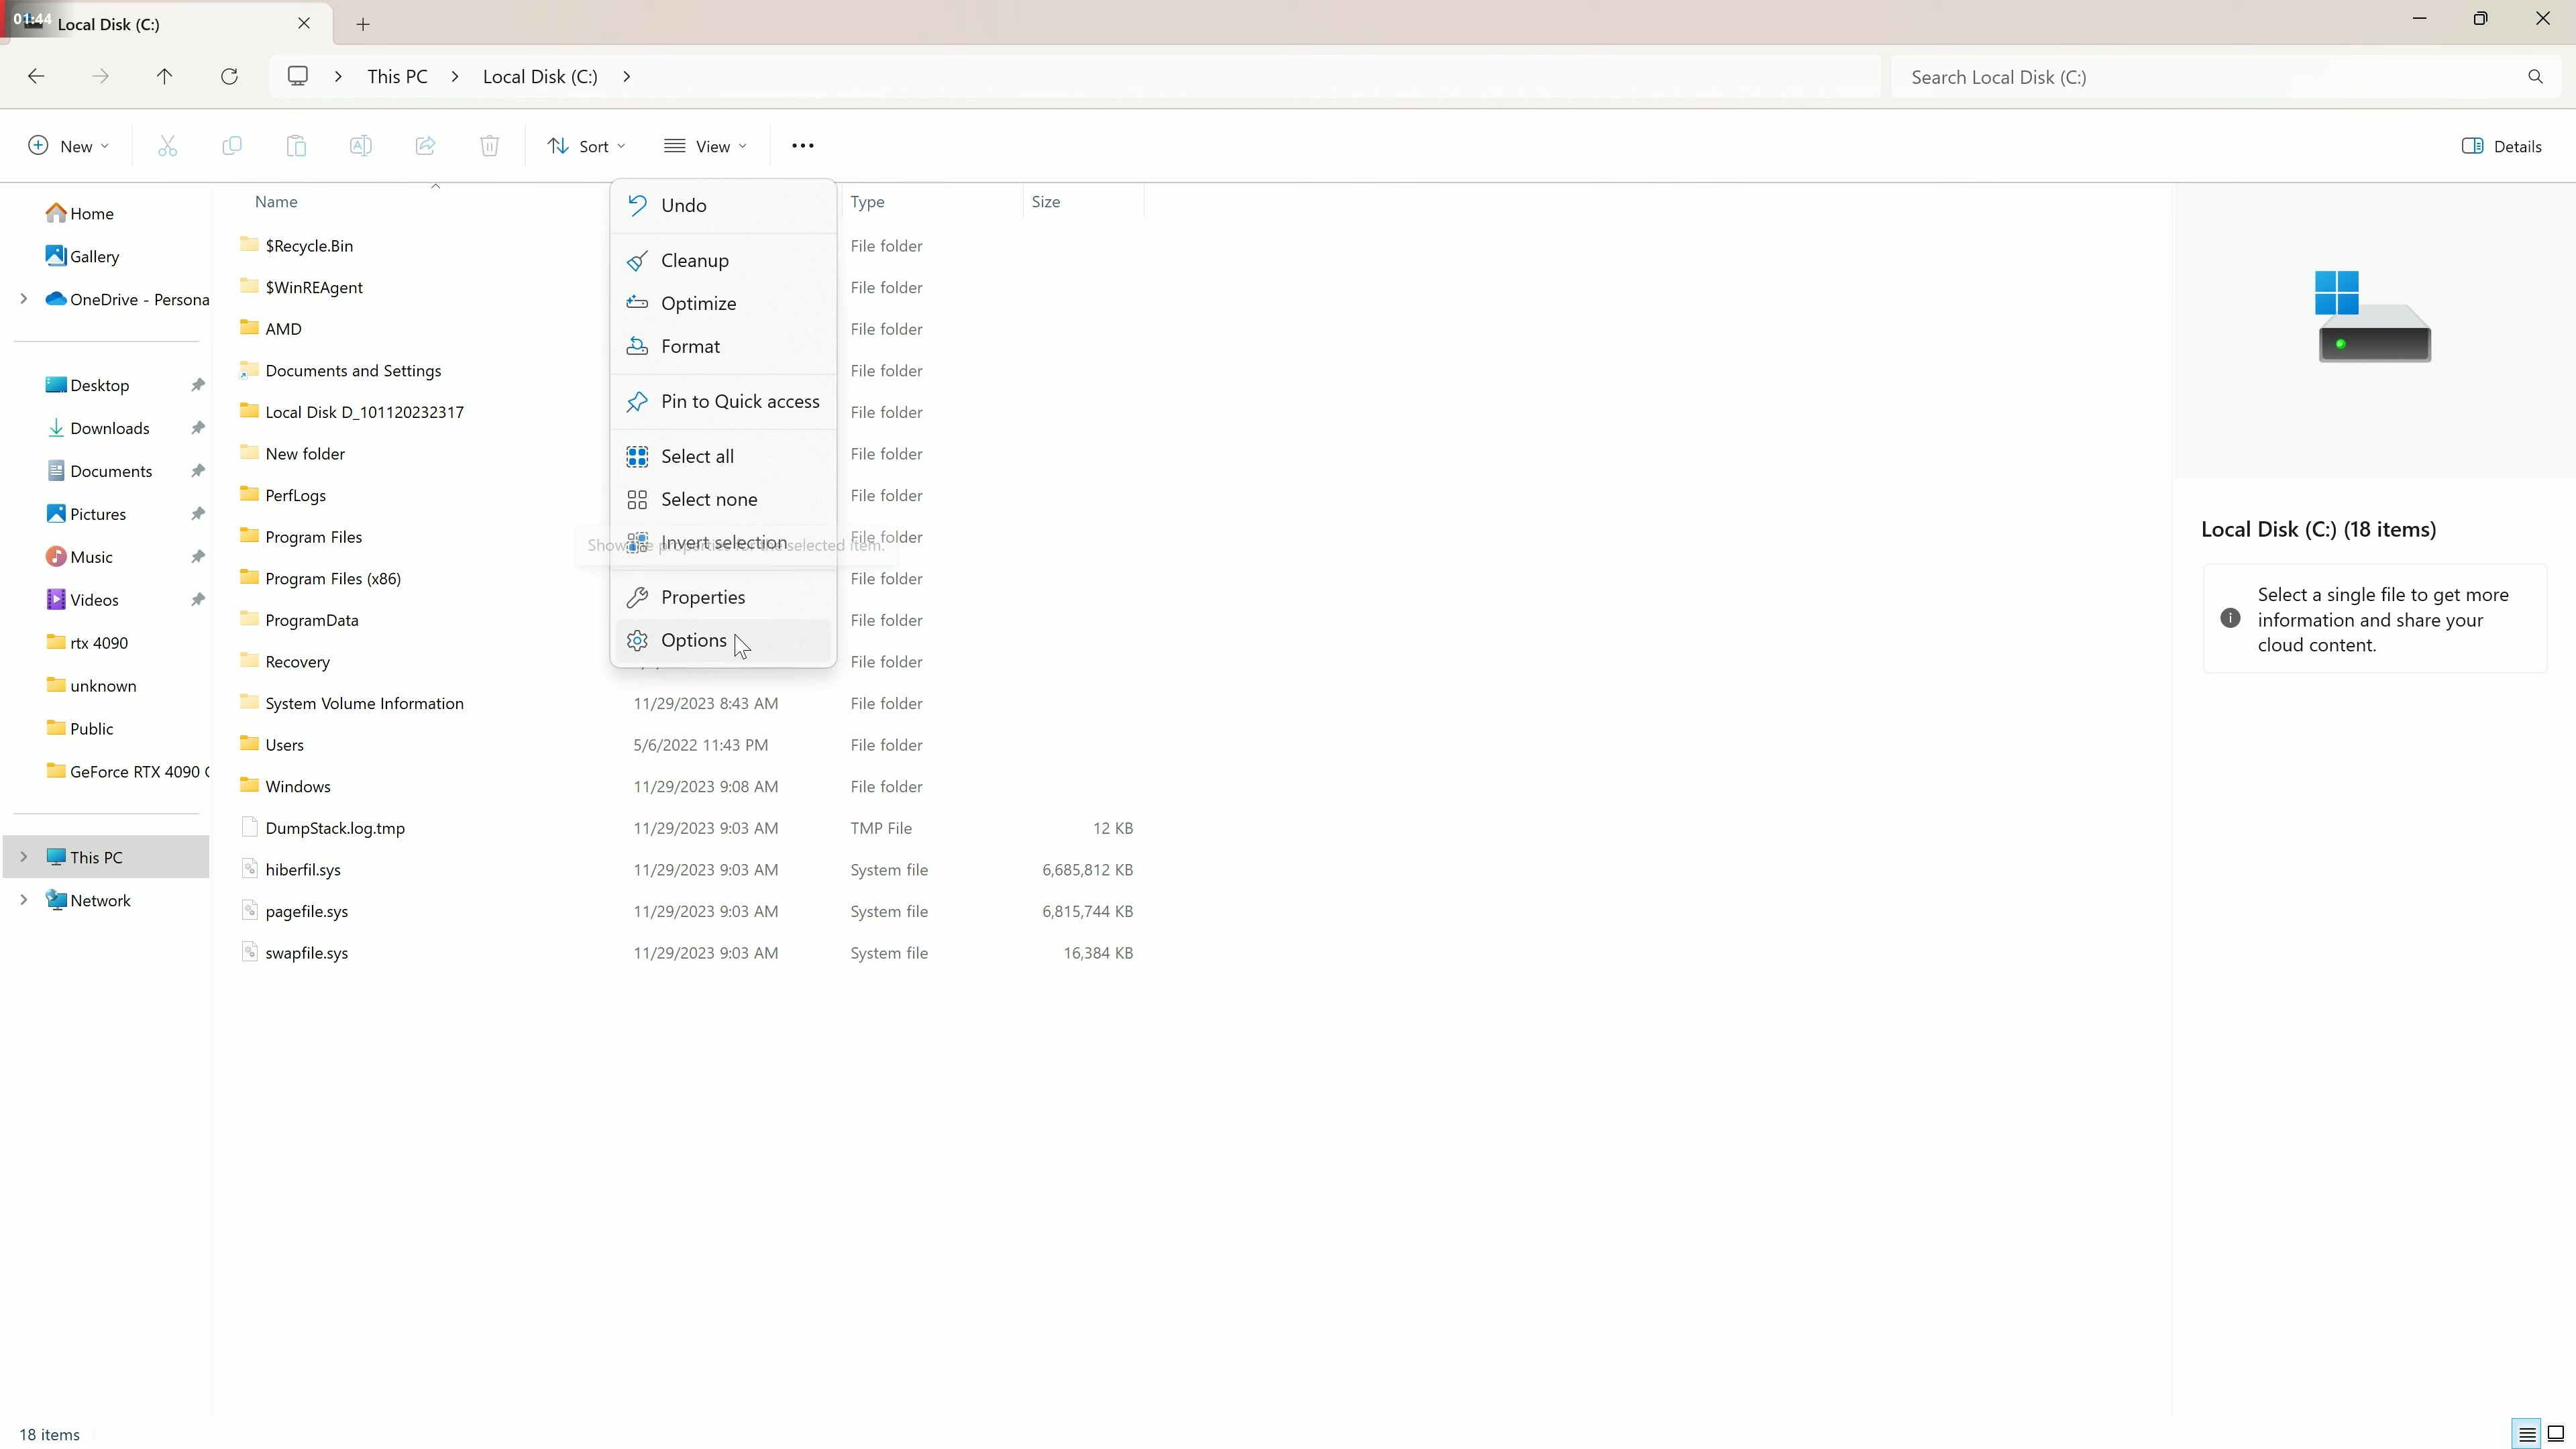 01:44
Local Disk (C:)
This PC
Local Disk (C:)
Search Local Disk (C:)
New
Sort
View
Details
Home
Gallery
OneDrive - Persona
Desktop
Downloads
Documents
Pictures
Music
Videos
rtx 4090
unknown
Public
GeForce RTX 4090
This PC
Network
Name
Type
Size
$Recycle.Bin
File folder
$WinREAgent
File folder
AMD
File folder
Documents and Settings
File folder
Local Disk D_101120232317
File folder
New folder
File folder
PerfLogs
File folder
Program Files
File folder
Program Files (x86)
File folder
ProgramData
File folder
Recovery
File folder
System Volume Information 11/29/2023 8:43 AM File folder
Users 5/6/2022 11:43 PM File folder
Windows 11/29/2023 9:08 AM File folder
DumpStack.log.tmp 11/29/2023 9:03 AM TMP File 12 KB
hiberfil.sys 11/29/2023 9:03 AM System file 6,685,812 KB
pagefile.sys 11/29/2023 9:03 AM System file 6,815,744 KB
swapfile.sys 11/29/2023 9:03 AM System file 16,384 KB
Undo
Cleanup
Optimize
Format
Pin to Quick access
Select all
Select none
Invert selection
Show the properties for the selected item.
Properties
Options
Local Disk (C:) (18 items)
Select a single file to get more
information and share your
cloud content.
18 items